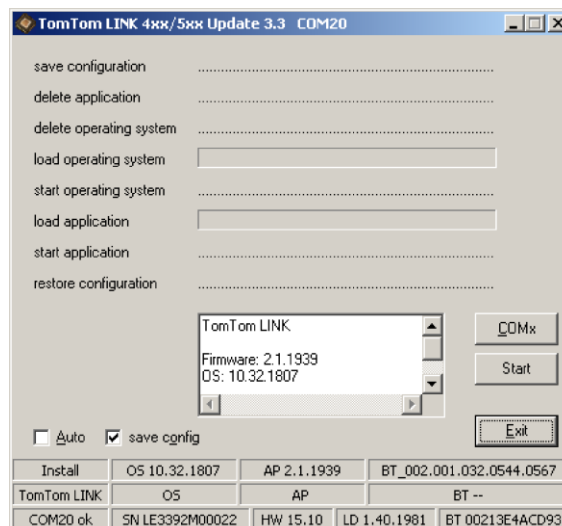 TomTom LINK 4xx/5xx Update 3.3 COM20
save configuration
delete application
delete operating system
load operating system
start operating system
load application
start application
restore configuration
TomTom LINK
Firmware: 2.1.1939
OS: 10.32.1807
COMx
Start
Exit
Auto save config
Install OS 10.32.1807 AP 2.1.1939 BT_002.001.032.0544.0567
TomTom LINK OS AP BT --
COM20 ok SN LE3392M00022 HW 15.10 LD 1.40.1981 BT 00213E4ACD93